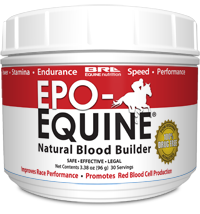 BRL
EQUINE nutrition
Stamina • Endurance
Speed • Performance
EPO-
EQUINE®
Natural Blood Builder
SAFE • EFFECTIVE • LEGAL
Net Contents 3.38 oz (96 g) 30 Servings
Improves Race Performance • Promotes Red Blood Cell Production